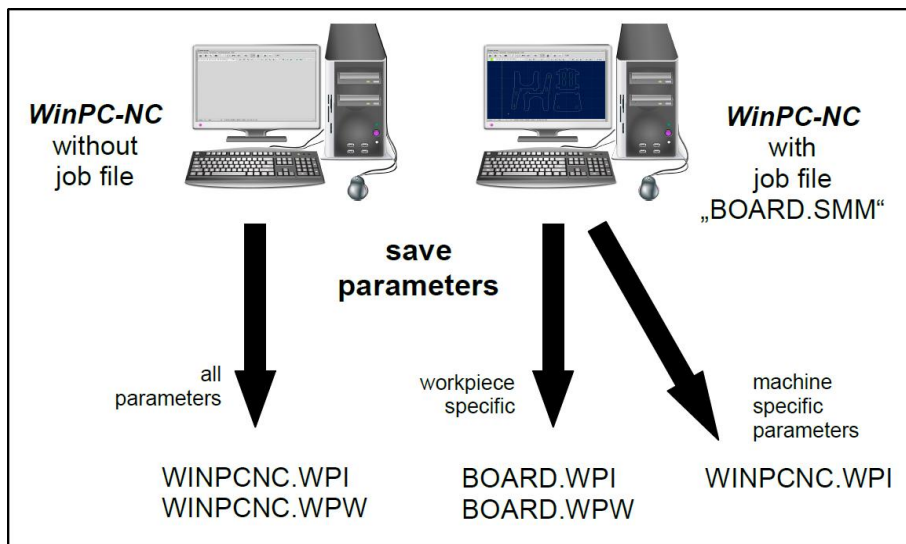 WinPC-NC
without
job file
WinPC-NC
with
job file
„BOARD.SMM“
save
parameters
all
parameters
workpiece
specific
machine
specific
parameters
WINPCNC.WPI
WINPCNC.WPW
BOARD.WPI
BOARD.WPW
WINPCNC.WPI